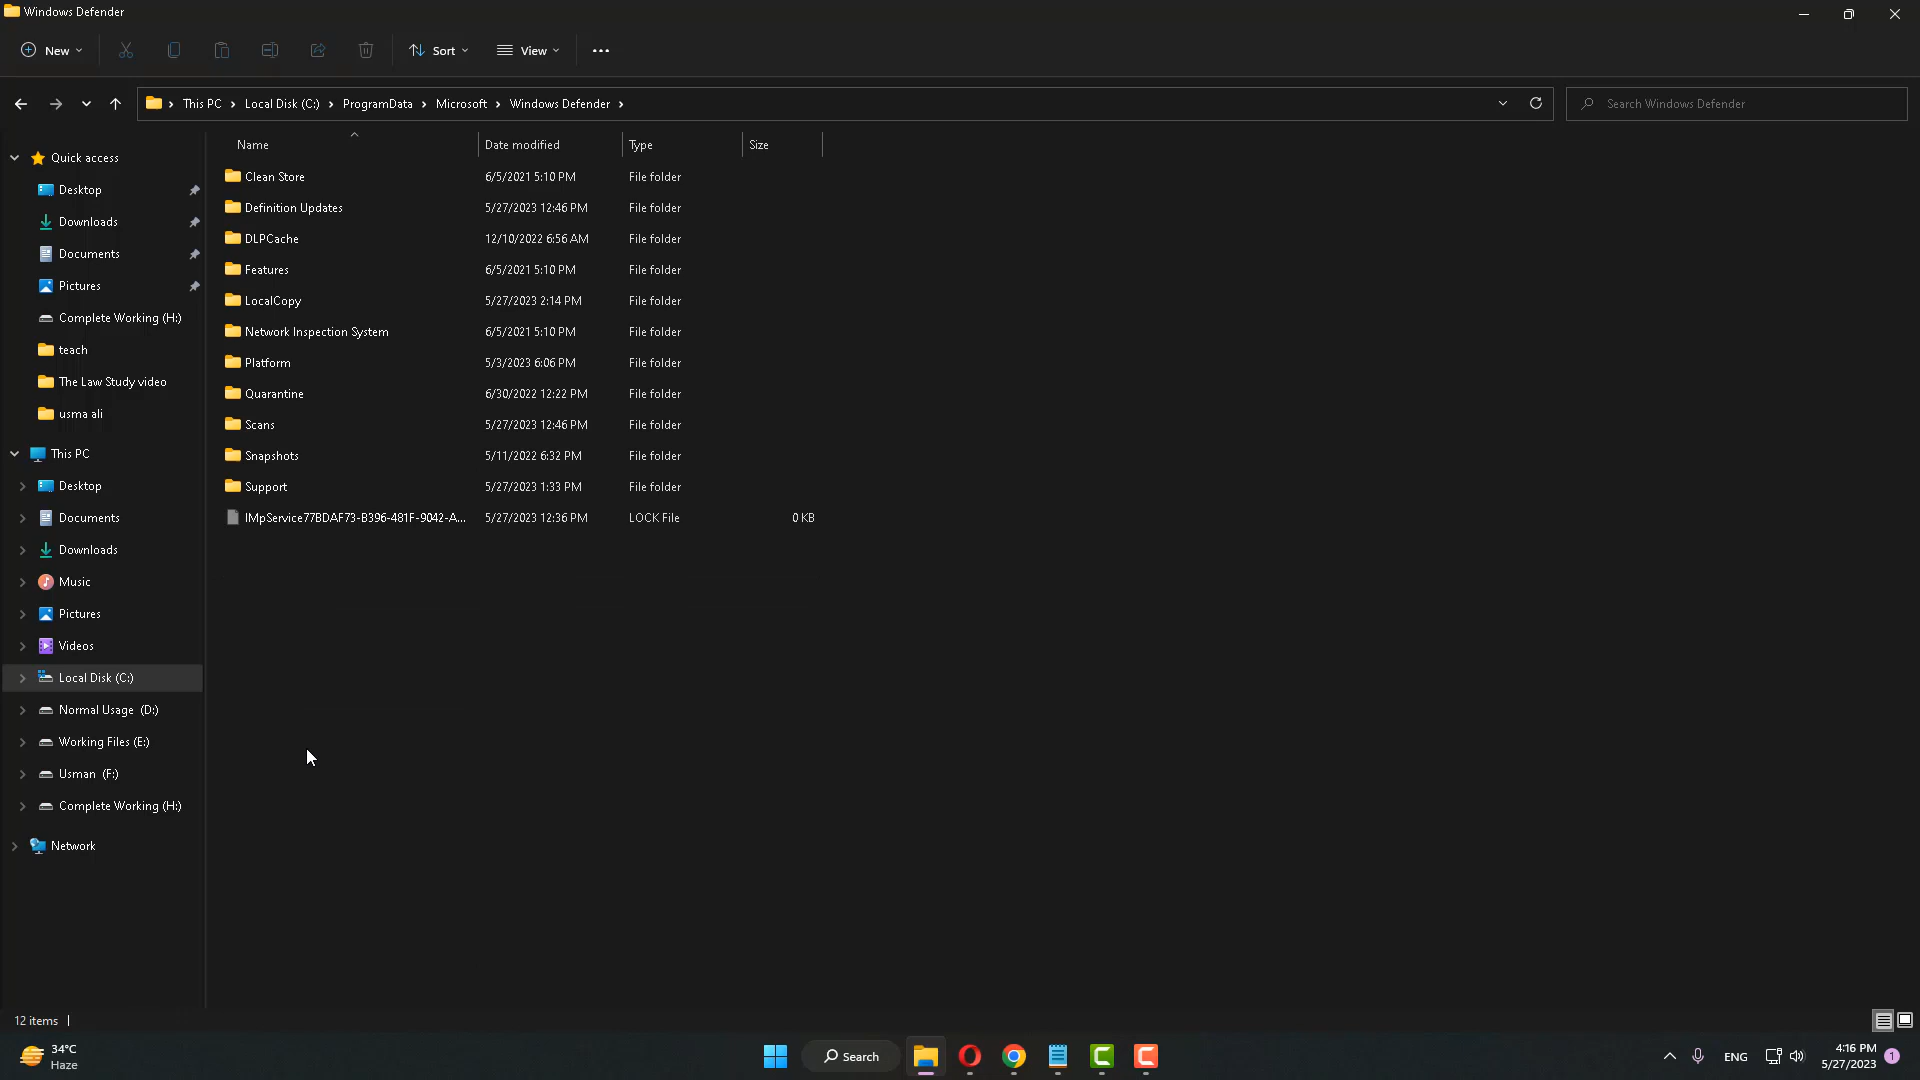 Windows Defender
New
Sort
View
This PC
Local Disk (C:)
ProgramData
Microsoft
Windows Defender
Search Windows Defender
Name
Date modified
Type
Size
Quick access
Desktop
Downloads
Documents
Pictures
Complete Working (H:)
teach
The Law Study video
usma ali
This PC
Desktop
Documents
Downloads
Music
Pictures
Videos
Local Disk (C:)
Normal Usage (D:)
Working Files (E:)
Usman (F:)
Complete Working (H:)
Network
Clean Store 6/5/2021 5:10 PM File folder
Definition Updates 5/27/2023 12:46 PM File folder
DLPCache 12/10/2022 6:56 AM File folder
Features 6/5/2021 5:10 PM File folder
LocalCopy 5/27/2023 2:14 PM File folder
Network Inspection System 6/5/2021 5:10 PM File folder
Platform 5/3/2023 6:06 PM File folder
Quarantine 6/30/2022 12:22 PM File folder
Scans 5/27/2023 12:46 PM File folder
Snapshots 5/11/2022 6:32 PM File folder
Support 5/27/2023 1:33 PM File folder
IMpService77BDAF73-B396-481F-9042-A... 5/27/2023 12:36 PM LOCK File 0 KB
12 items
34°C
Haze
Search
ENG
4:16 PM
5/27/2023
1